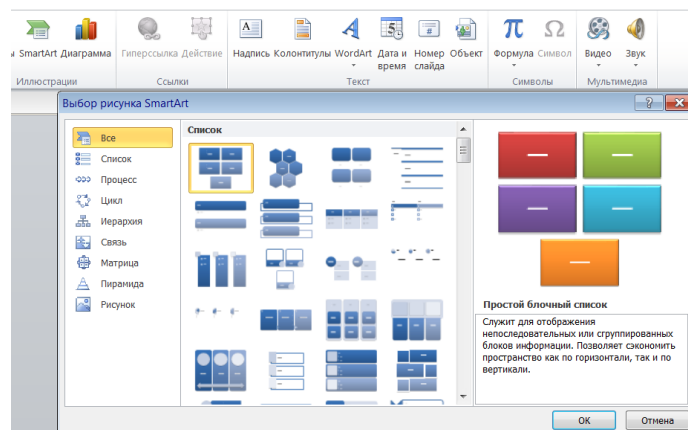 SmartArt Диаграмма Гиперссылка Действие Надпись Колонтитулы WordArt Дата и Номер Объект Формула Символ Видео Звук
время слайда
Иллюстрации Ссылки Текст Символы Мультимедиа
Выбор рисунка SmartArt
Все
Список
Процесс
Цикл
Иерархия
Связь
Матрица
Пирамида
Рисунок
Список
Простой блочный список
Служит для отображения
непоследовательных или сгруппированных
блоков информации. Позволяет сэкономить
пространство как по горизонтали, так и по
вертикали.
ОК Отмена